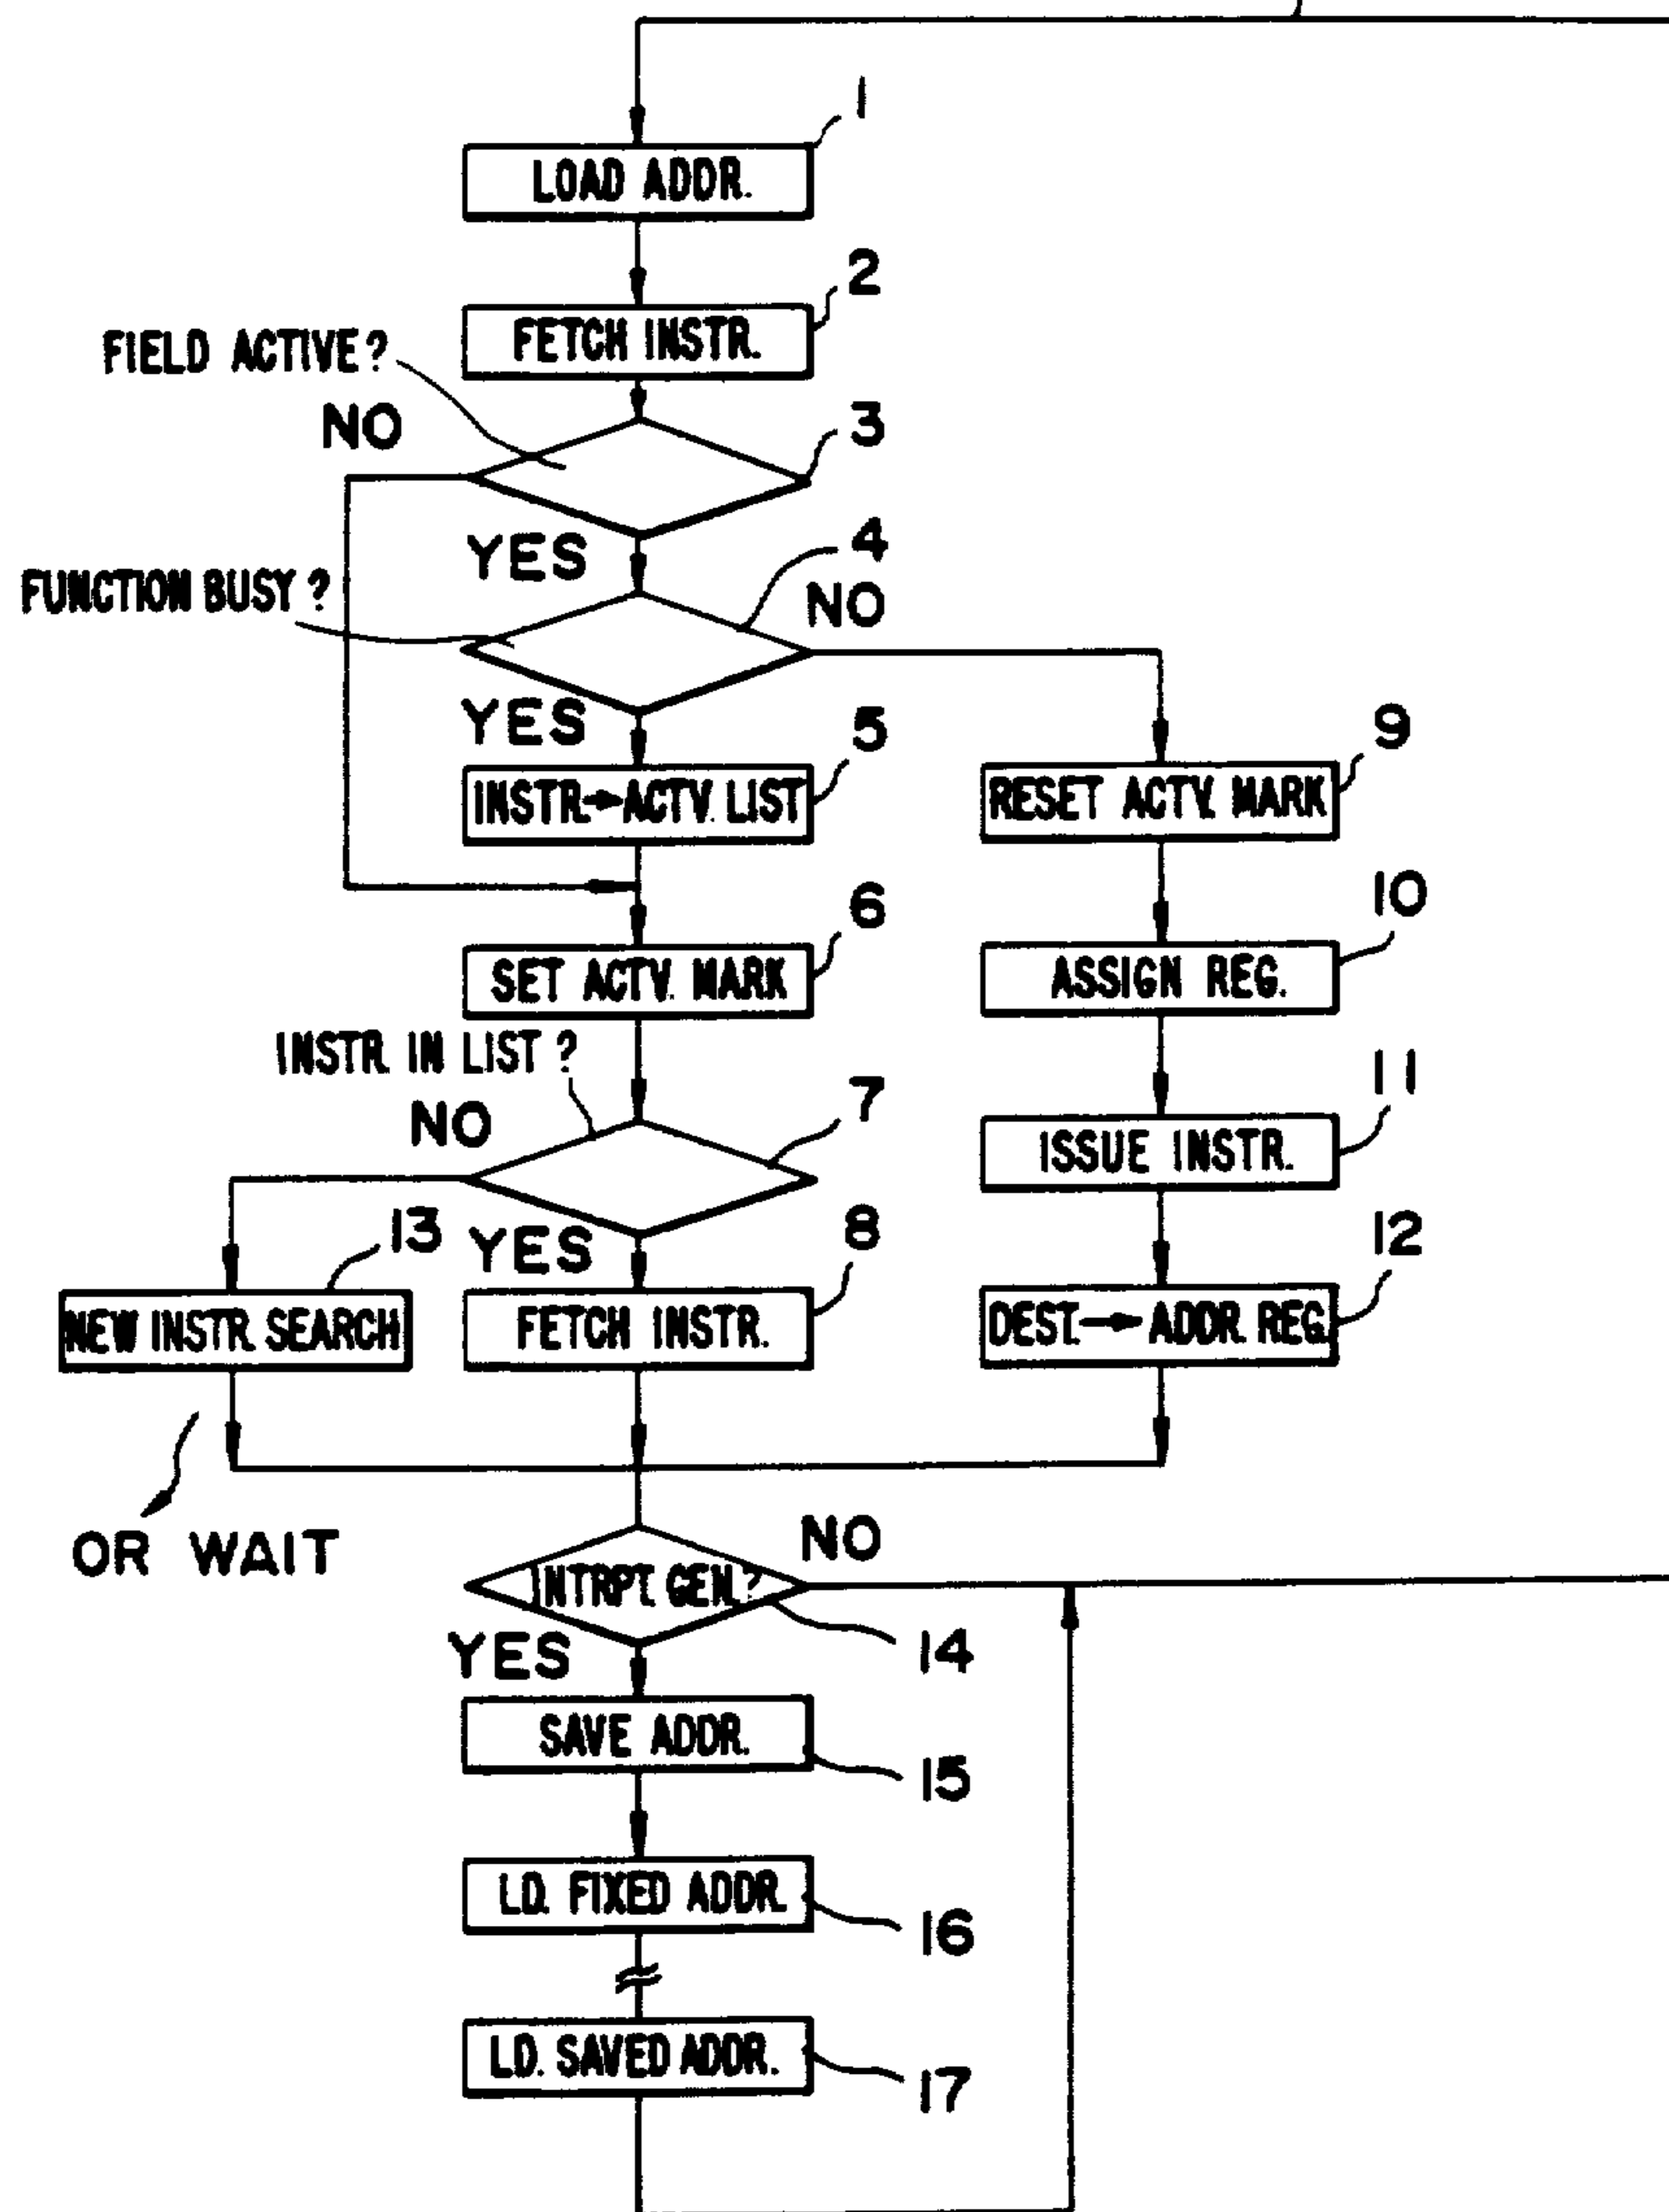 1
LOAD ADDR.
2
FETCH INSTR.
FIELD ACTIVE?
NO
3
YES
4
NO
FUNCTION BUSY?
YES
5
INSTR.→ACTV. LIST
9
RESET ACTV. MARK
6
SET ACTV. MARK
10
ASSIGN REG.
INSTR. IN LIST?
NO
7
11
ISSUE INSTR.
13
YES
8
12
NEW INSTR. SEARCH
FETCH INSTR.
DEST.→ADDR. REG.
OR WAIT
INTRPT. GEN.?
NO
14
YES
SAVE ADDR.
15
LD. FIXED ADDR.
16
LD. SAVED ADDR.
17